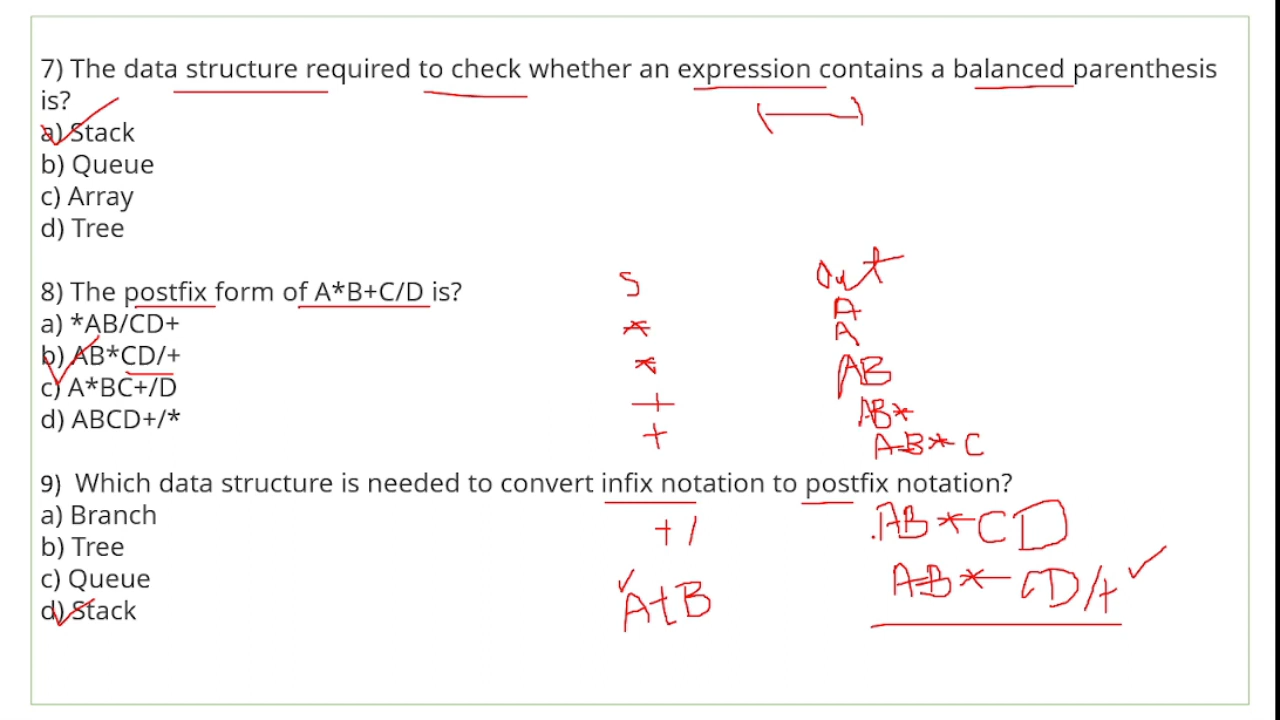 7) The data structure required to check whether an expression contains a balanced parenthesis
is?
a) Stack
b) Queue
c) Array
d) Tree
8) The postfix form of A*B+C/D is?
S out
a) *AB/CD+
* A
A
b) AB*CD/+
* AB
c) A*BC+/D
+ AB*
d) ABCD+/*
+ AB*C
9) Which data structure is needed to convert infix notation to postfix notation?
a) Branch
+/ AB*CD
b) Tree
c) Queue
AB*CD/+
d) Stack
A+B